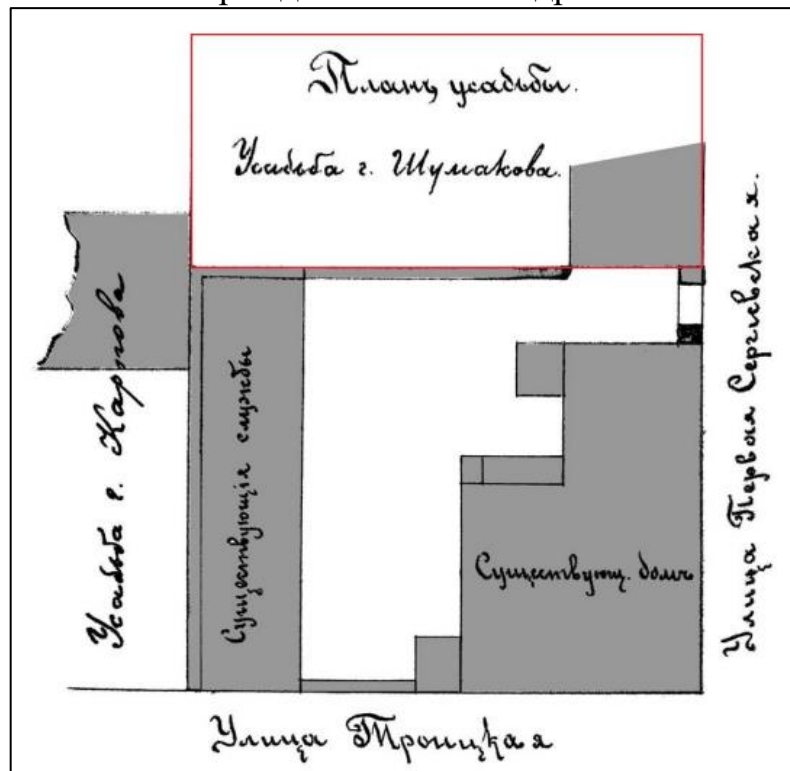 Планъ усадьбы.
Усадьба г. Шумакова.
Усадьба г. Карпова
Существующія службы
Существующ. домъ
Улица Первая Сергіевская.
Улица Троицкая